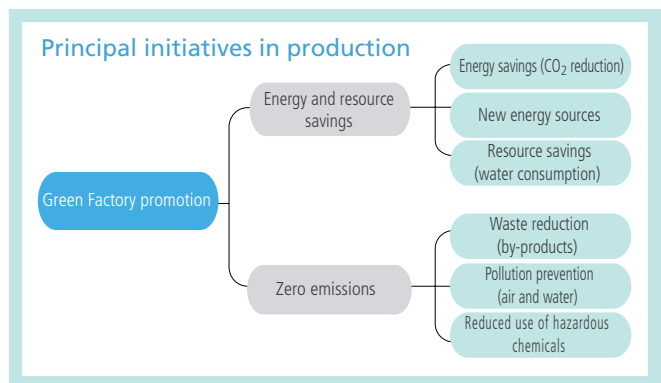 Principal initiatives in production
Green Factory promotion
Energy and resource
savings
Energy savings (CO₂ reduction)
New energy sources
Resource savings
(water consumption)
Zero emissions
Waste reduction
(by-products)
Pollution prevention
(air and water)
Reduced use of hazardous
chemicals